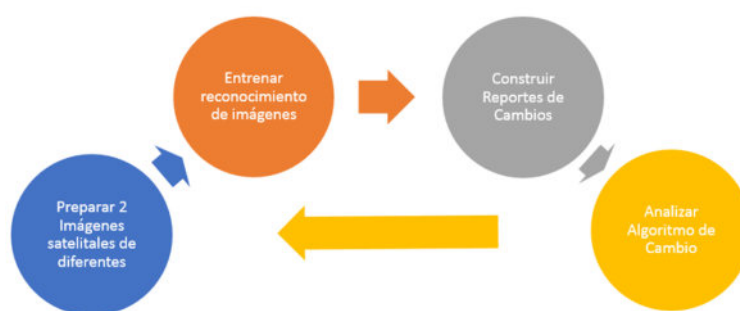 Preparar 2
Imágenes
satelitales de
diferentes
Entrenar
reconocimiento
de imágenes
Construir
Reportes de
Cambios
Analizar
Algoritmo de
Cambio